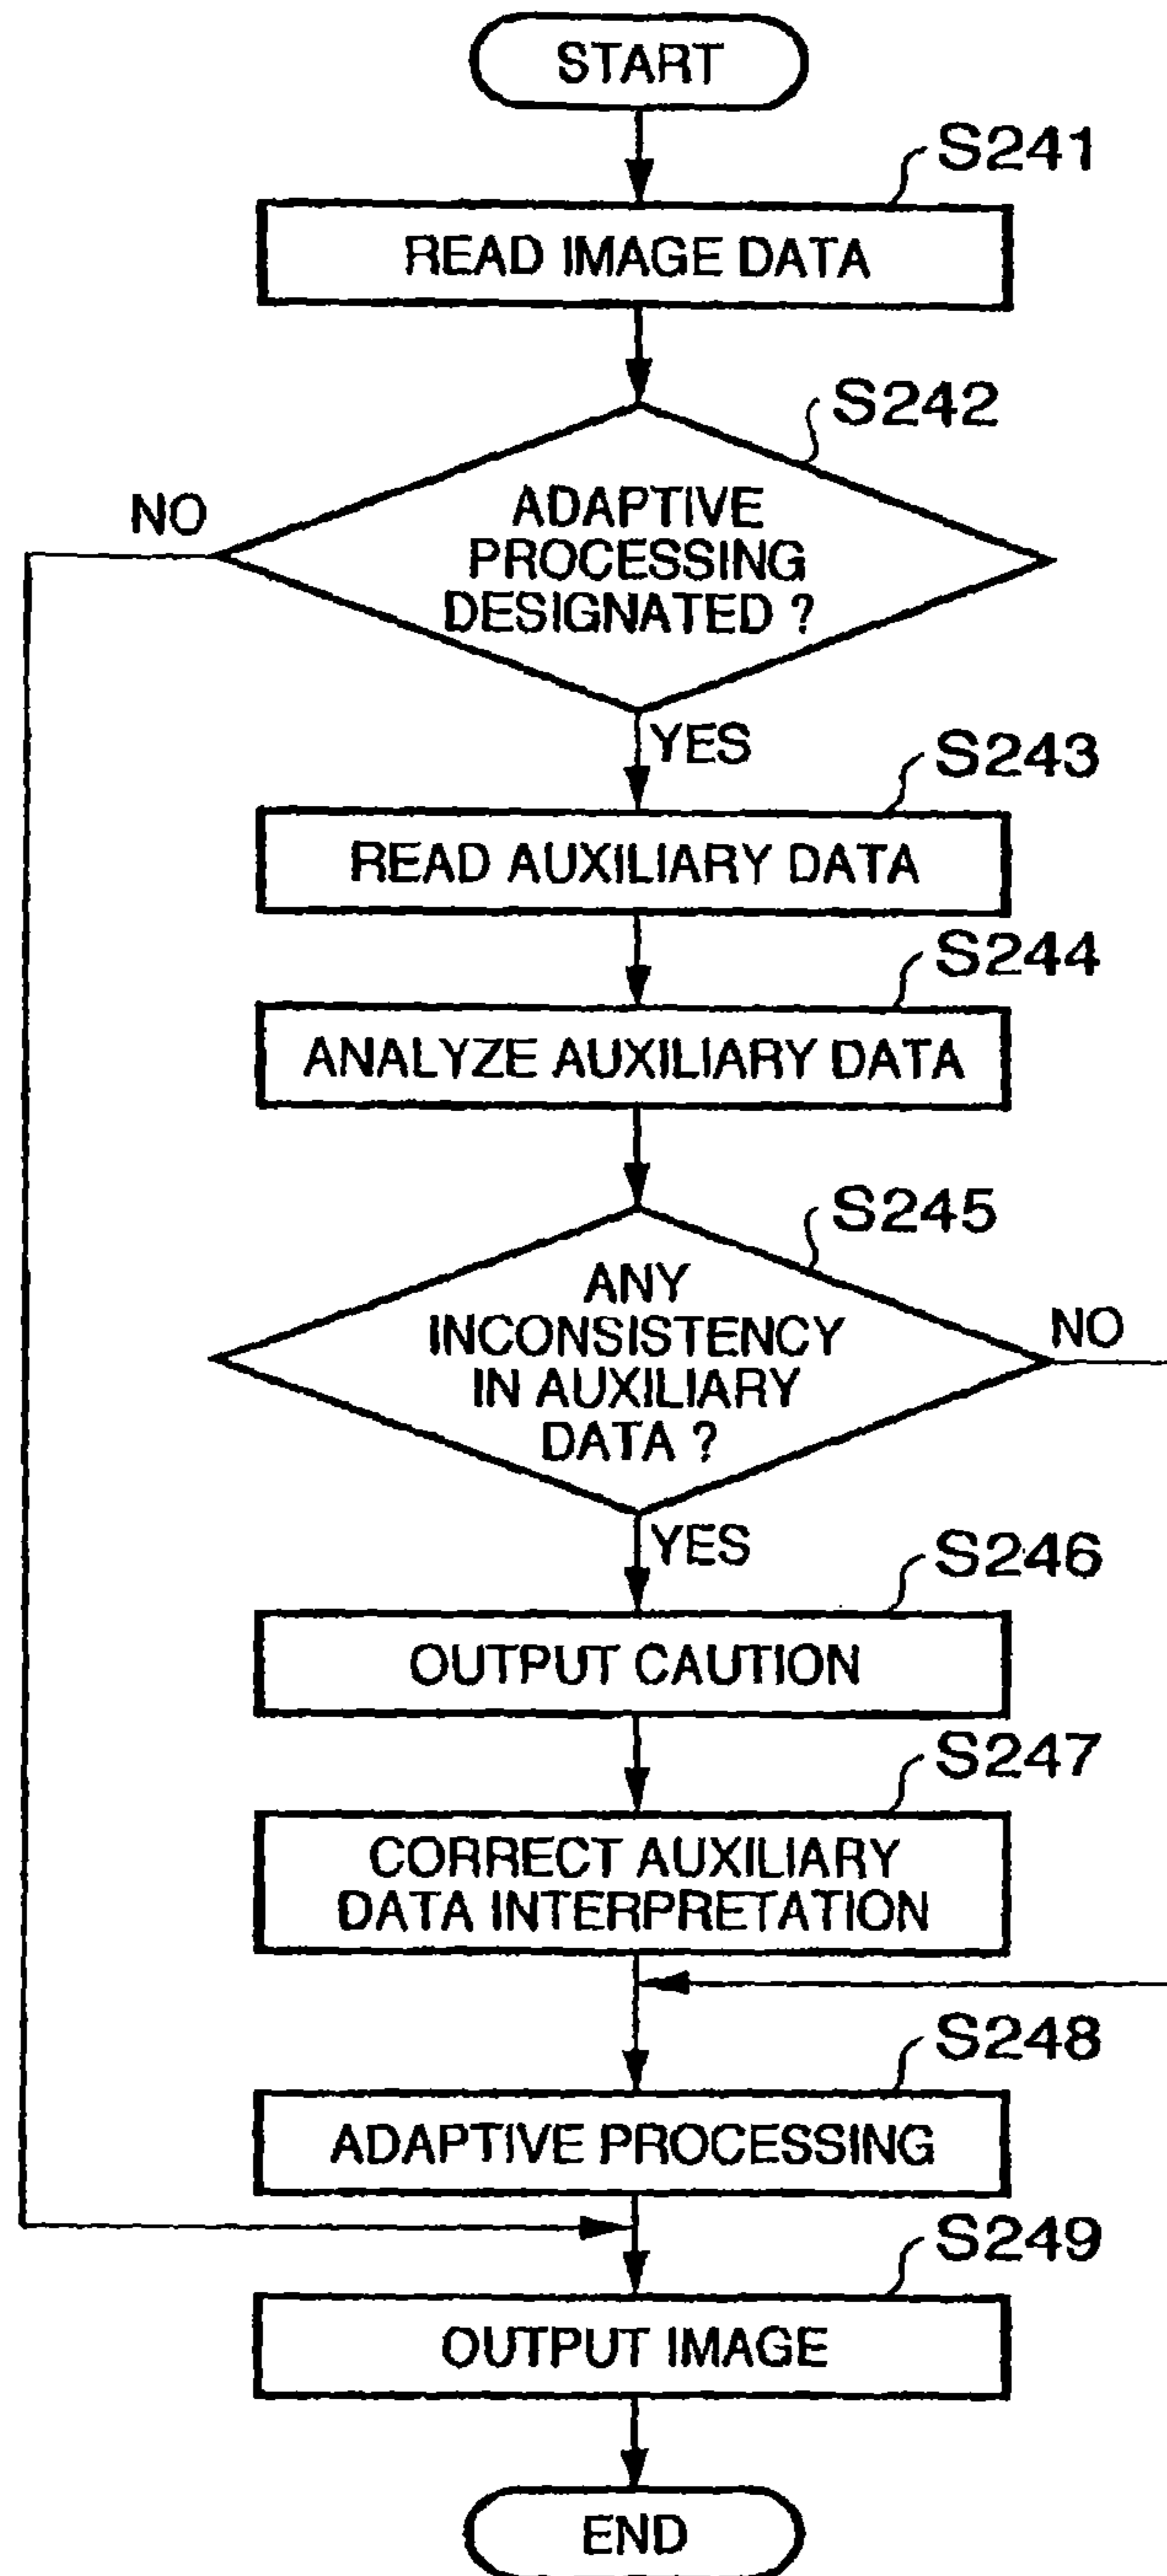 START
S241
READ IMAGE DATA
S242
NO
ADAPTIVE
PROCESSING
DESIGNATED ?
YES
S243
READ AUXILIARY DATA
S244
ANALYZE AUXILIARY DATA
S245
ANY
INCONSISTENCY
IN AUXILIARY
DATA ?
NO
YES
S246
OUTPUT CAUTION
S247
CORRECT AUXILIARY
DATA INTERPRETATION
S248
ADAPTIVE PROCESSING
S249
OUTPUT IMAGE
END